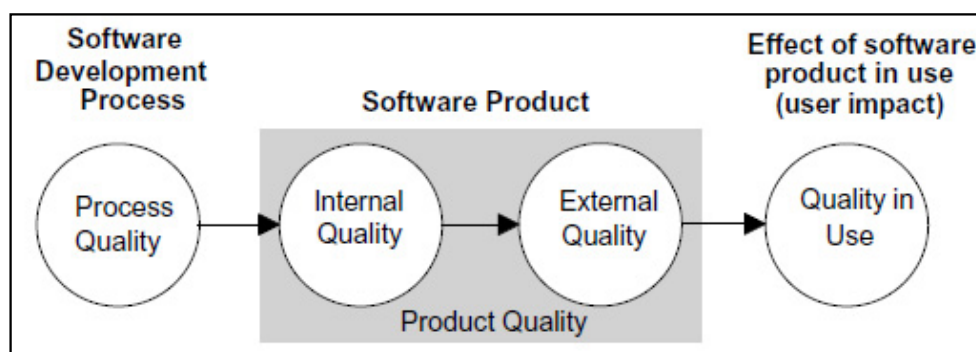 Software
Development
Process
Software Product
Effect of software
product in use
(user impact)
Process
Quality
Internal
Quality
External
Quality
Quality in
Use
Product Quality